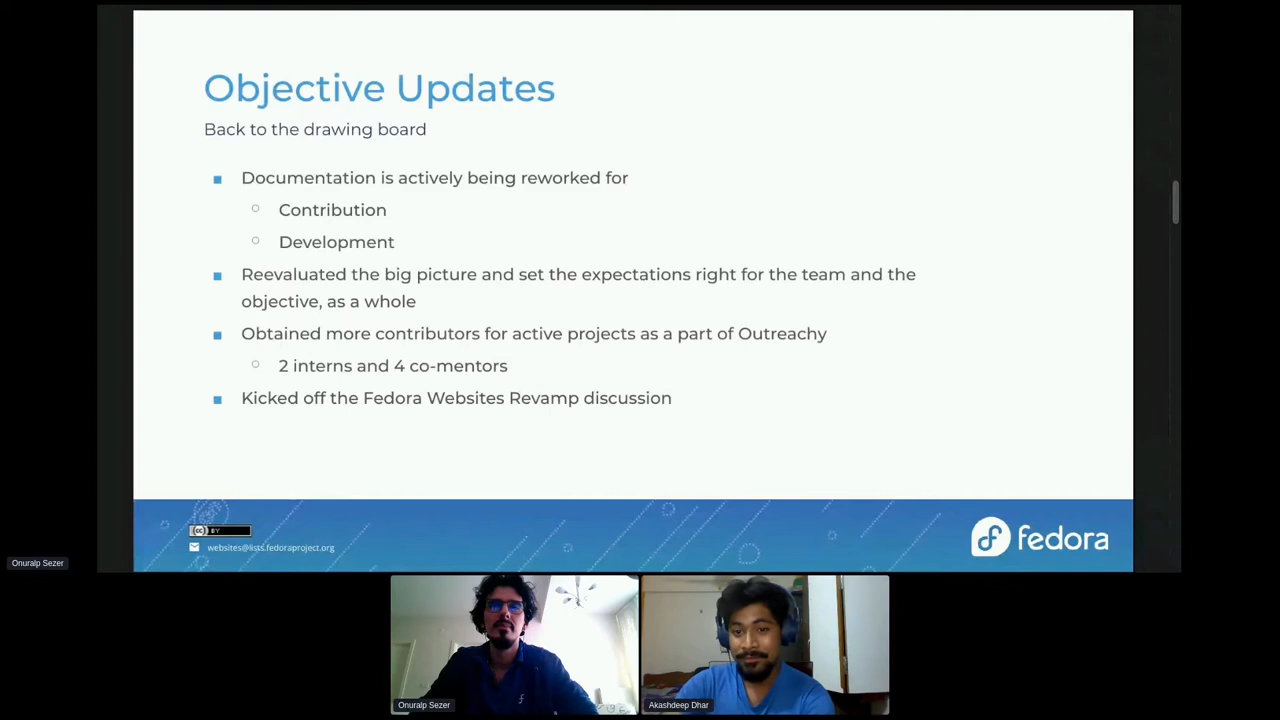 Objective Updates
Back to the drawing board
Documentation is actively being reworked for
Contribution
Development
Reevaluated the big picture and set the expectations right for the team and the
objective, as a whole
Obtained more contributors for active projects as a part of Outreachy
2 interns and 4 co-mentors
Kicked off the Fedora Websites Revamp discussion
cc BY
websites@lists.fedoraproject.org
fedora
Onuralp Sezer
Onuralp Sezer
Akashdeep Dhar